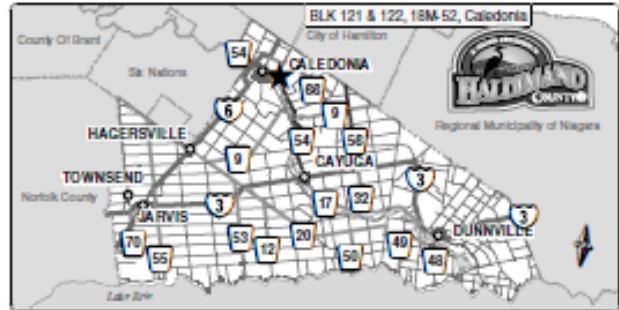 BLK 121 & 122, 18M-52, Caledonia
County Of Brant
City of Hamilton
54
CALEDONIA
Six Nations
66
HALDIMAND
COUNTY
6
9
Regional Municipality of Niagara
HAGERSVILLE
54
56
9
CAYUGA
TOWNSEND
3
Norfolk County
3
17
32
3
JARVIS
DUNNVILLE
70
53
20
49
12
55
50
48
Lake Erie